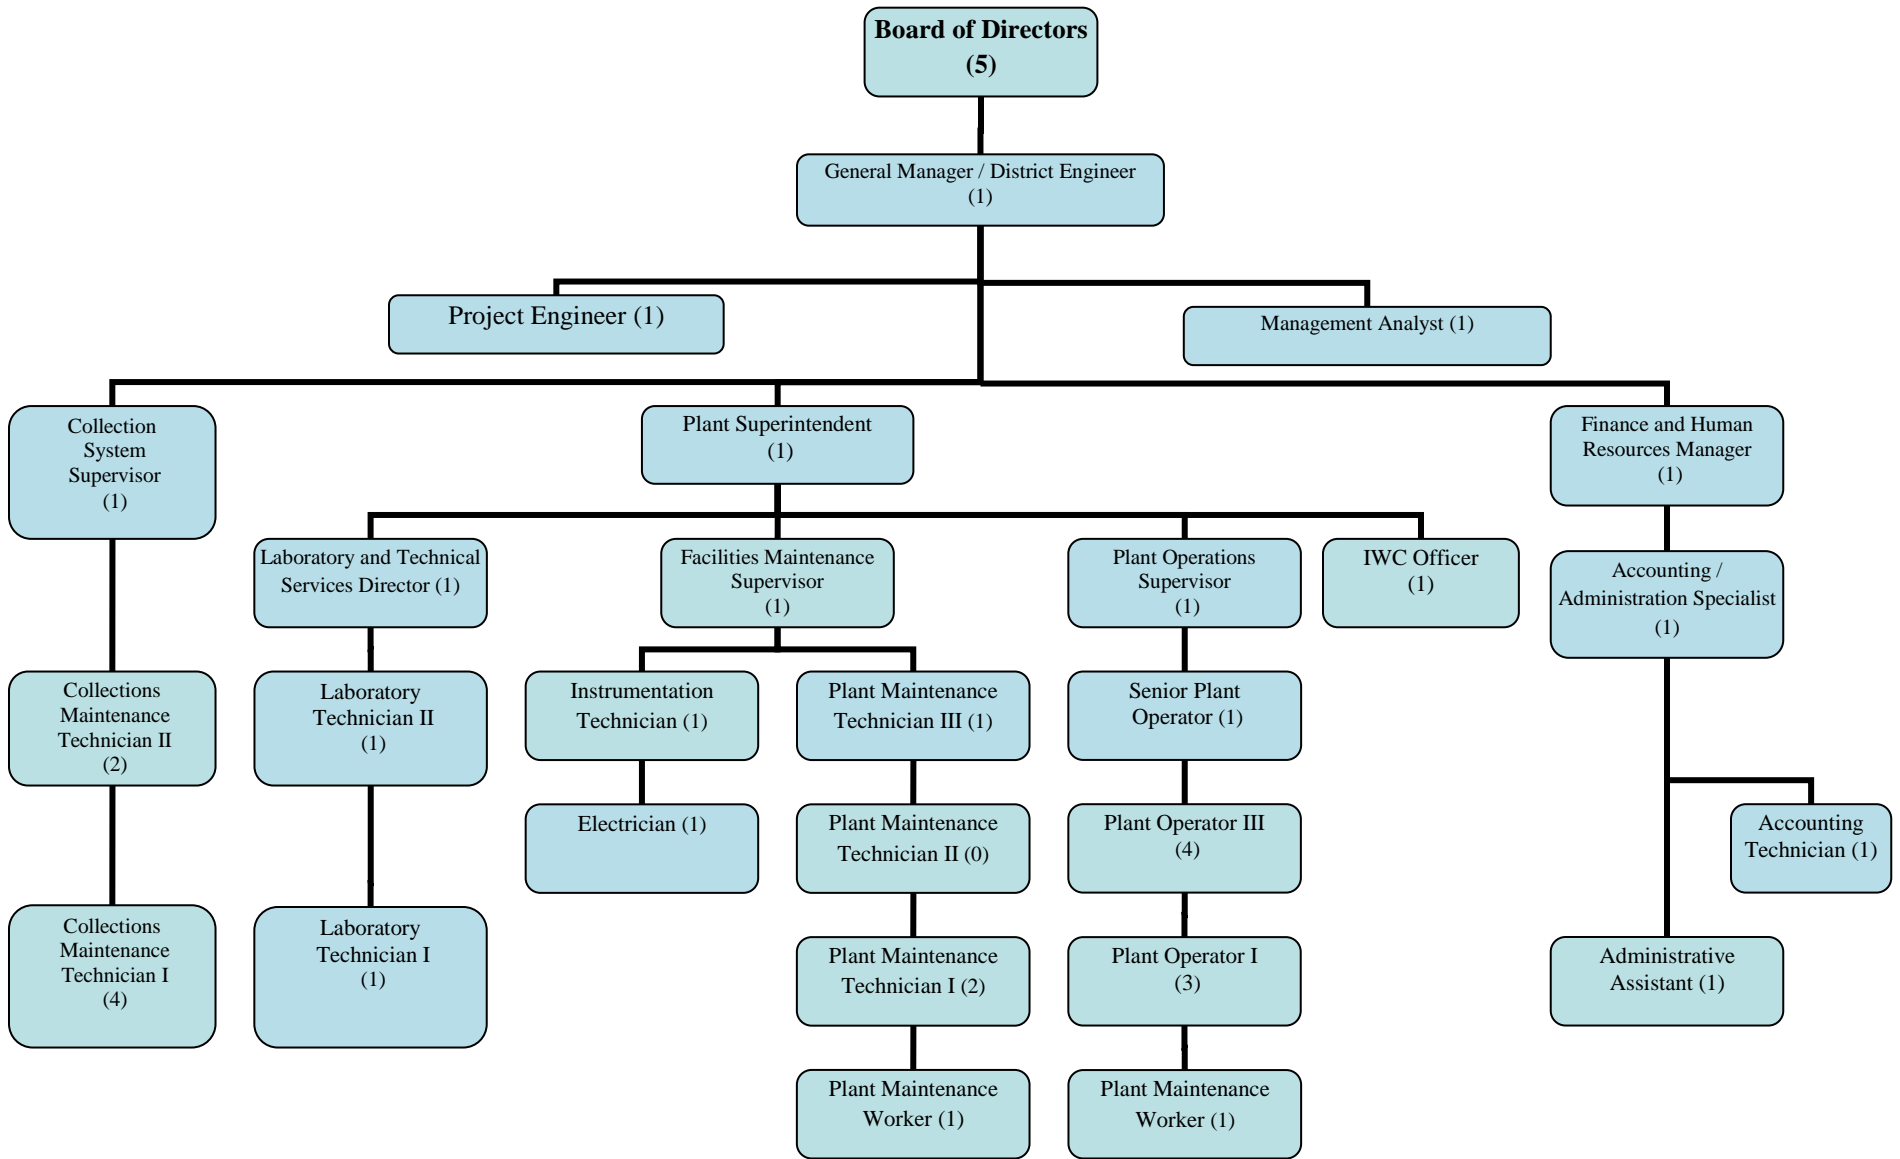 Board of Directors
(5)
General Manager / District Engineer
(1)
Project Engineer (1)
Management Analyst (1)
Collection
System
Supervisor
(1)
Plant Superintendent
(1)
Finance and Human
Resources Manager
(1)
Laboratory and Technical
Services Director (1)
Facilities Maintenance
Supervisor
(1)
Plant Operations
Supervisor
(1)
IWC Officer
(1)
Accounting /
Administration Specialist
(1)
Collections
Maintenance
Technician II
(2)
Laboratory
Technician II
(1)
Instrumentation
Technician (1)
Plant Maintenance
Technician III (1)
Senior Plant
Operator (1)
Electrician (1)
Plant Maintenance
Technician II (0)
Plant Operator III
(4)
Accounting
Technician (1)
Collections
Maintenance
Technician I
(4)
Laboratory
Technician I
(1)
Plant Maintenance
Technician I (2)
Plant Operator I
(3)
Administrative
Assistant (1)
Plant Maintenance
Worker (1)
Plant Maintenance
Worker (1)